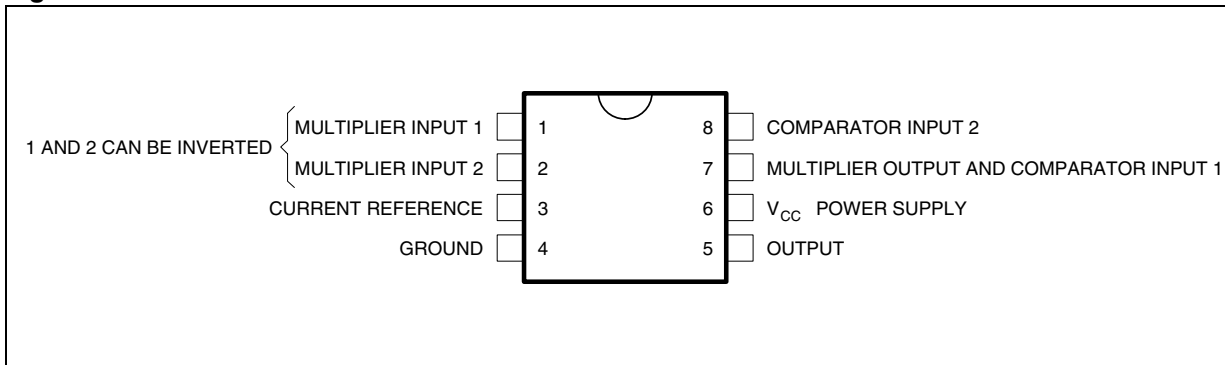 1 AND 2 CAN BE INVERTED
MULTIPLIER INPUT 1
MULTIPLIER INPUT 2
CURRENT REFERENCE
GROUND
1
2
3
4
8
7
6
5
COMPARATOR INPUT 2
MULTIPLIER OUTPUT AND COMPARATOR INPUT 1
VCC POWER SUPPLY
OUTPUT